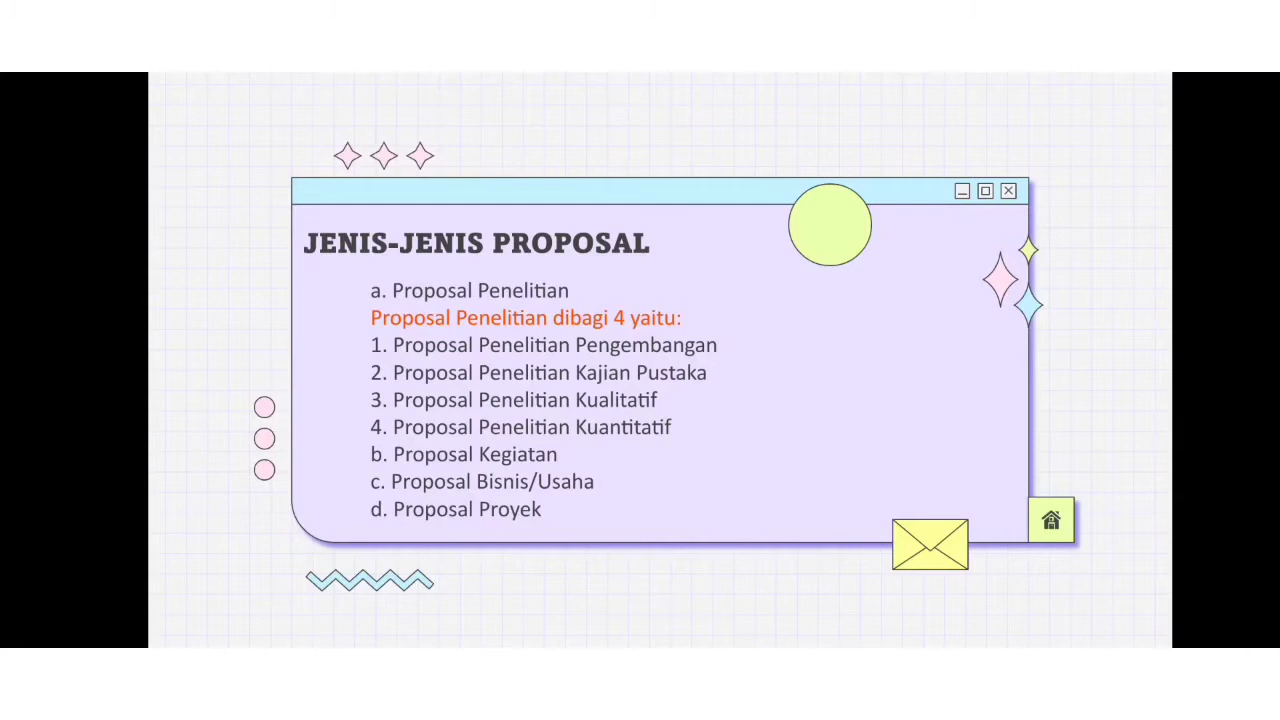 JENIS-JENIS PROPOSAL
a. Proposal Penelitian
Proposal Penelitian dibagi 4 yaitu:
1. Proposal Penelitian Pengembangan
2. Proposal Penelitian Kajian Pustaka
3. Proposal Penelitian Kualitatif
4. Proposal Penelitian Kuantitatif
b. Proposal Kegiatan
c. Proposal Bisnis/Usaha
d. Proposal Proyek